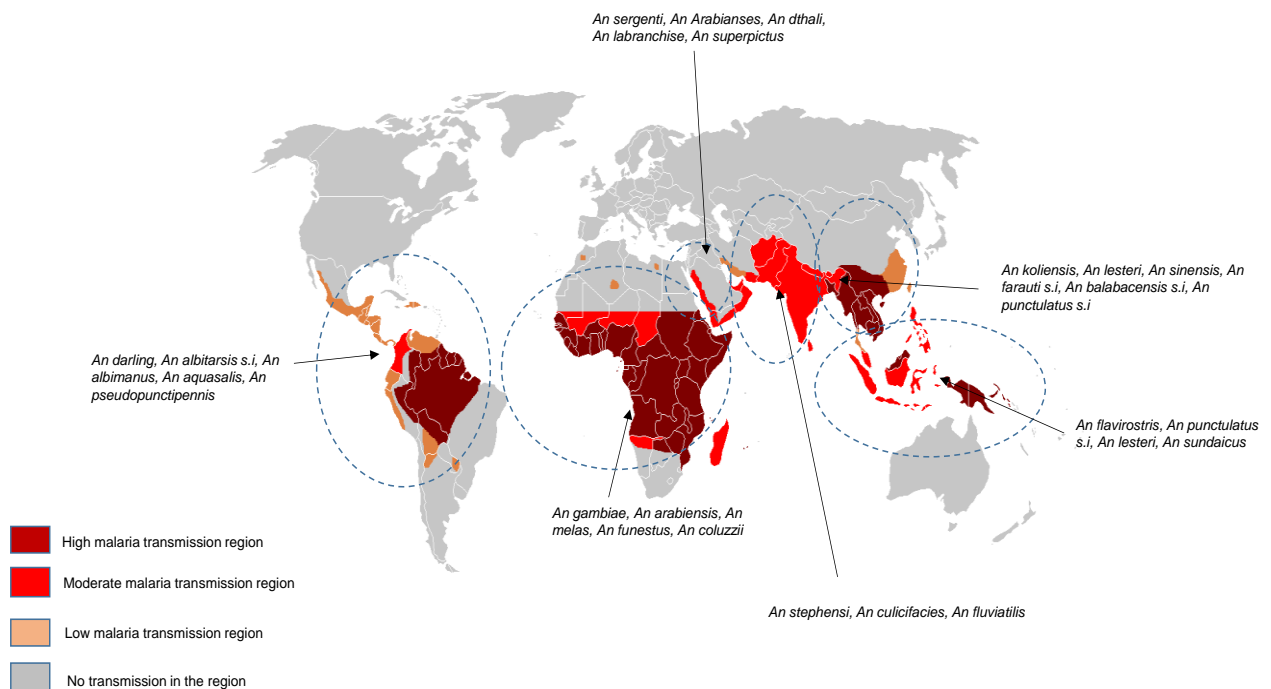 An sergenti, An Arabianses, An dthali,
An labranchise, An superpictus
An koliensis, An lesteri, An sinensis, An
farauti s.i, An balabacensis s.i, An
punctulatus s.i
An darling, An albitarsis s.i, An
albimanus, An aquasalis, An
pseudopunctipennis
An flavirostris, An punctulatus
s.i, An lesteri, An sundaicus
An gambiae, An arabiensis, An
melas, An funestus, An coluzzii
High malaria transmission region
Moderate malaria transmission region
An stephensi, An culicifacies, An fluviatilis
Low malaria transmission region
No transmission in the region